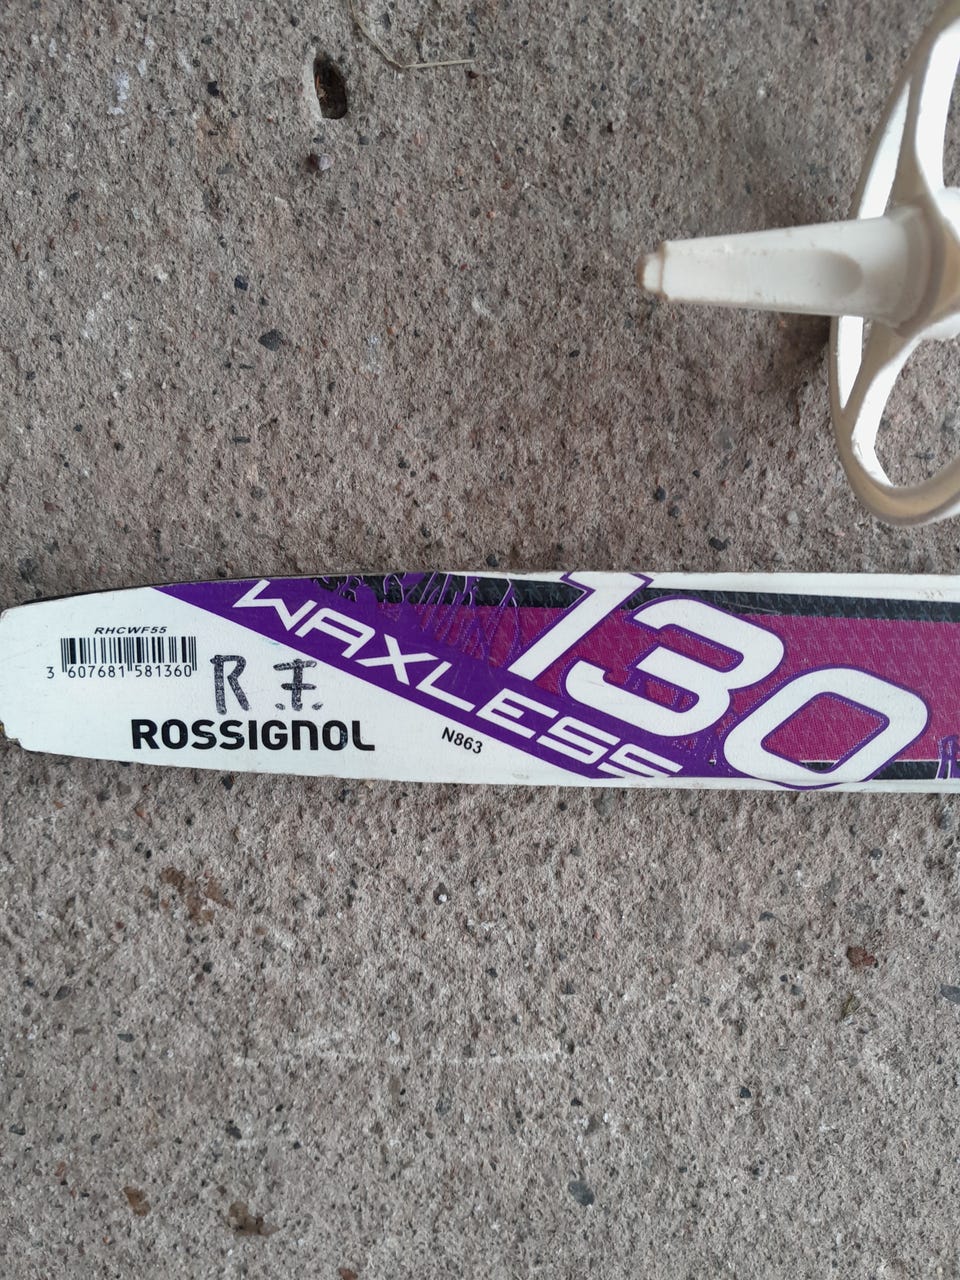 RHCWF55
3 607681 581360
R.F.
ROSSIGNOL
N863
WAXLESS
130